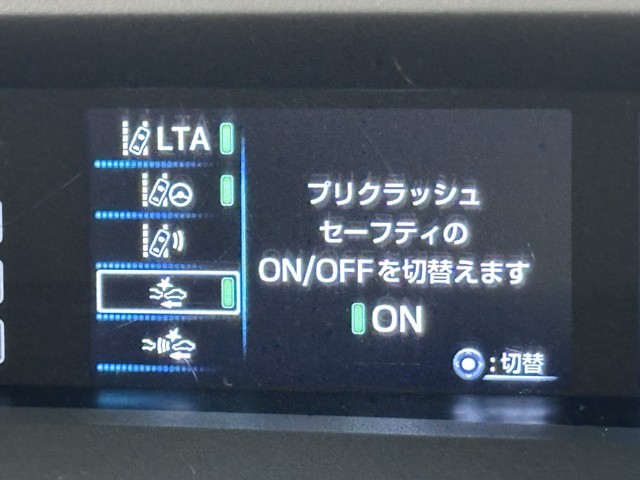 LTA
プリクラッシュ
セーフティの
ON/OFFを切替えます
ON
:切替